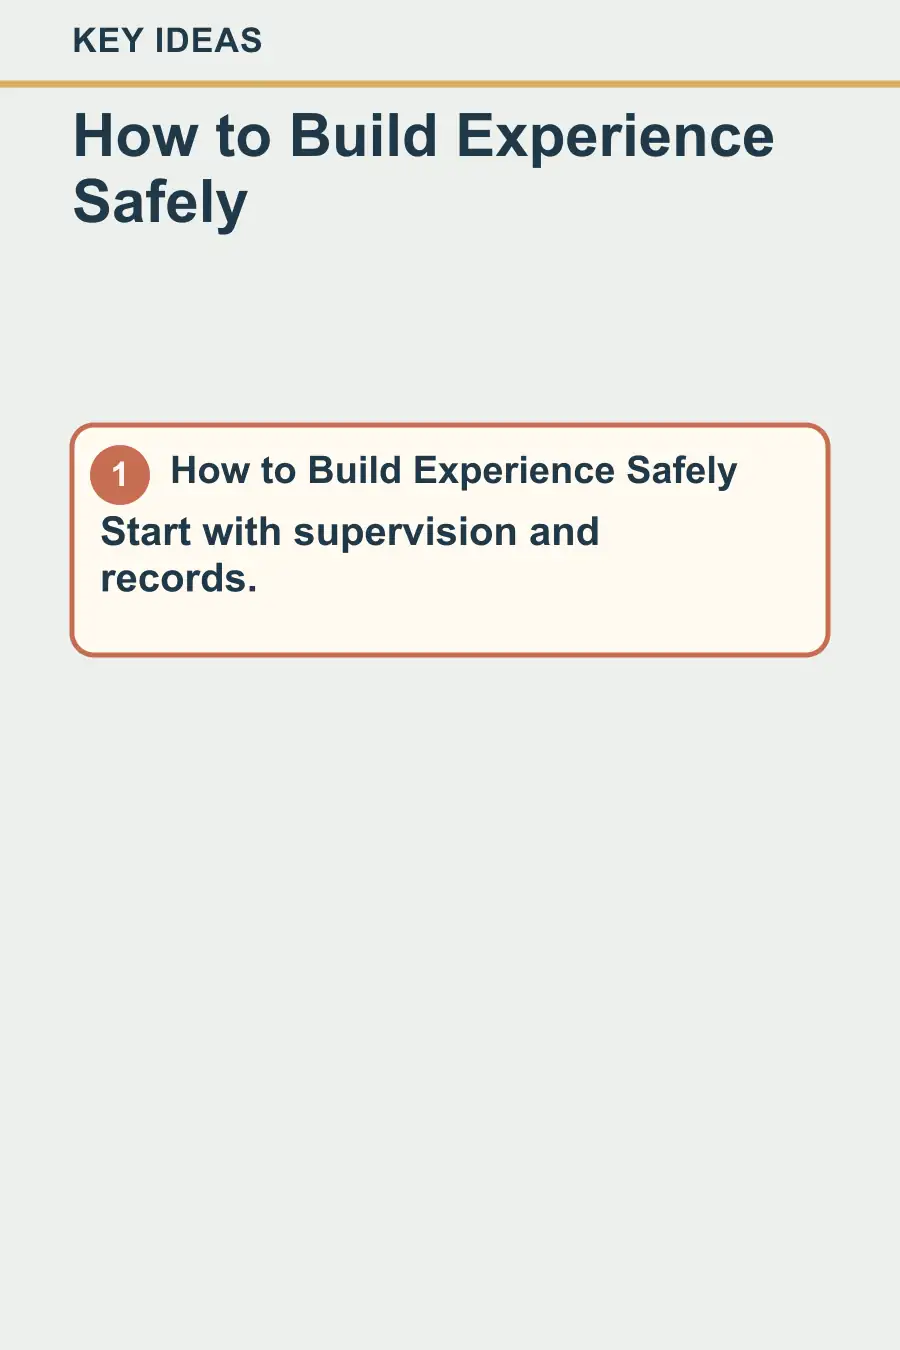 KEY IDEAS
How to Build Experience
Safely
1 How to Build Experience Safely
Start with supervision and
records.